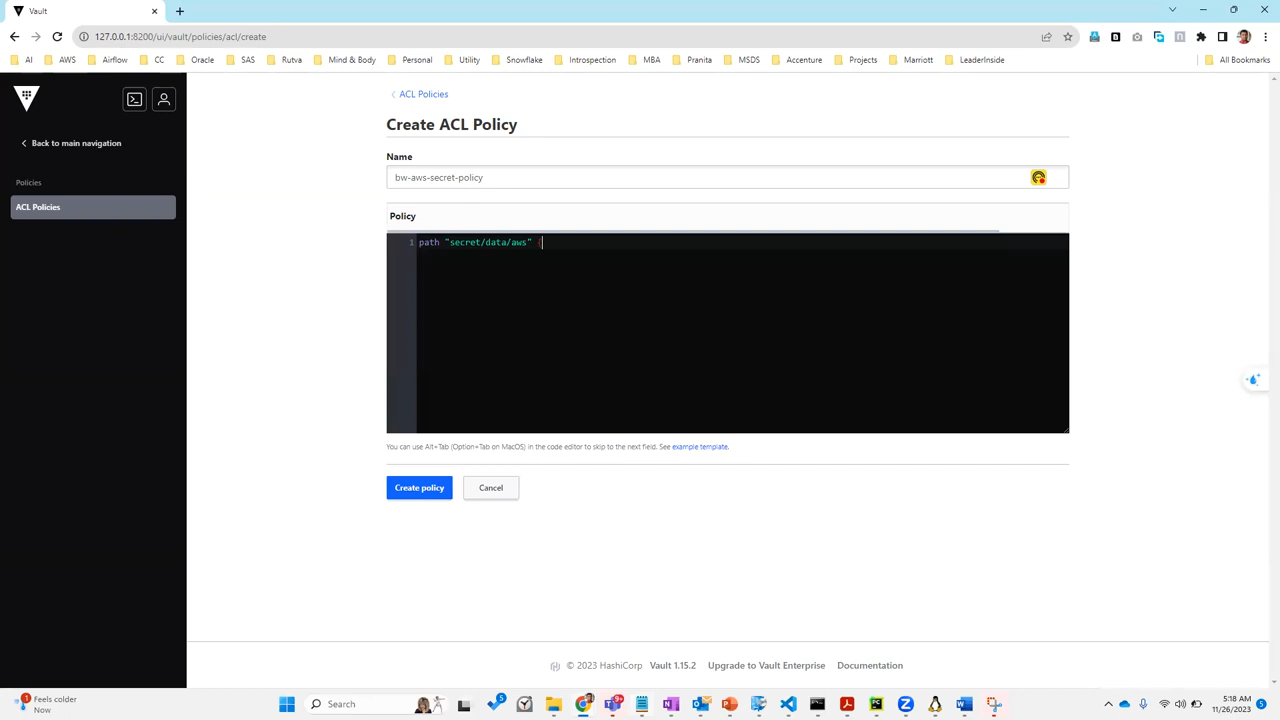 Vault
127.0.0.1:8200/ui/vault/policies/acl/create
AI AWS Airflow CC Oracle SAS Rutva Mind & Body Personal Utility Snowflake Introspection MBA Pranita MSDS Accenture Projects Marriott LeaderInside All Bookmarks
ACL Policies
Create ACL Policy
Back to main navigation
Name
Policies
bw-aws-secret-policy
ACL Policies
Policy
1 path "secret/data/aws" {
You can use Alt+Tab (Option+Tab on MacOS) in the code editor to skip to the next field. See example template.
Create policy Cancel
© 2023 HashiCorp Vault 1.15.2 Upgrade to Vault Enterprise Documentation
1 Feels colder
Now
Search
5
9+
5:18 AM
11/26/2023
5